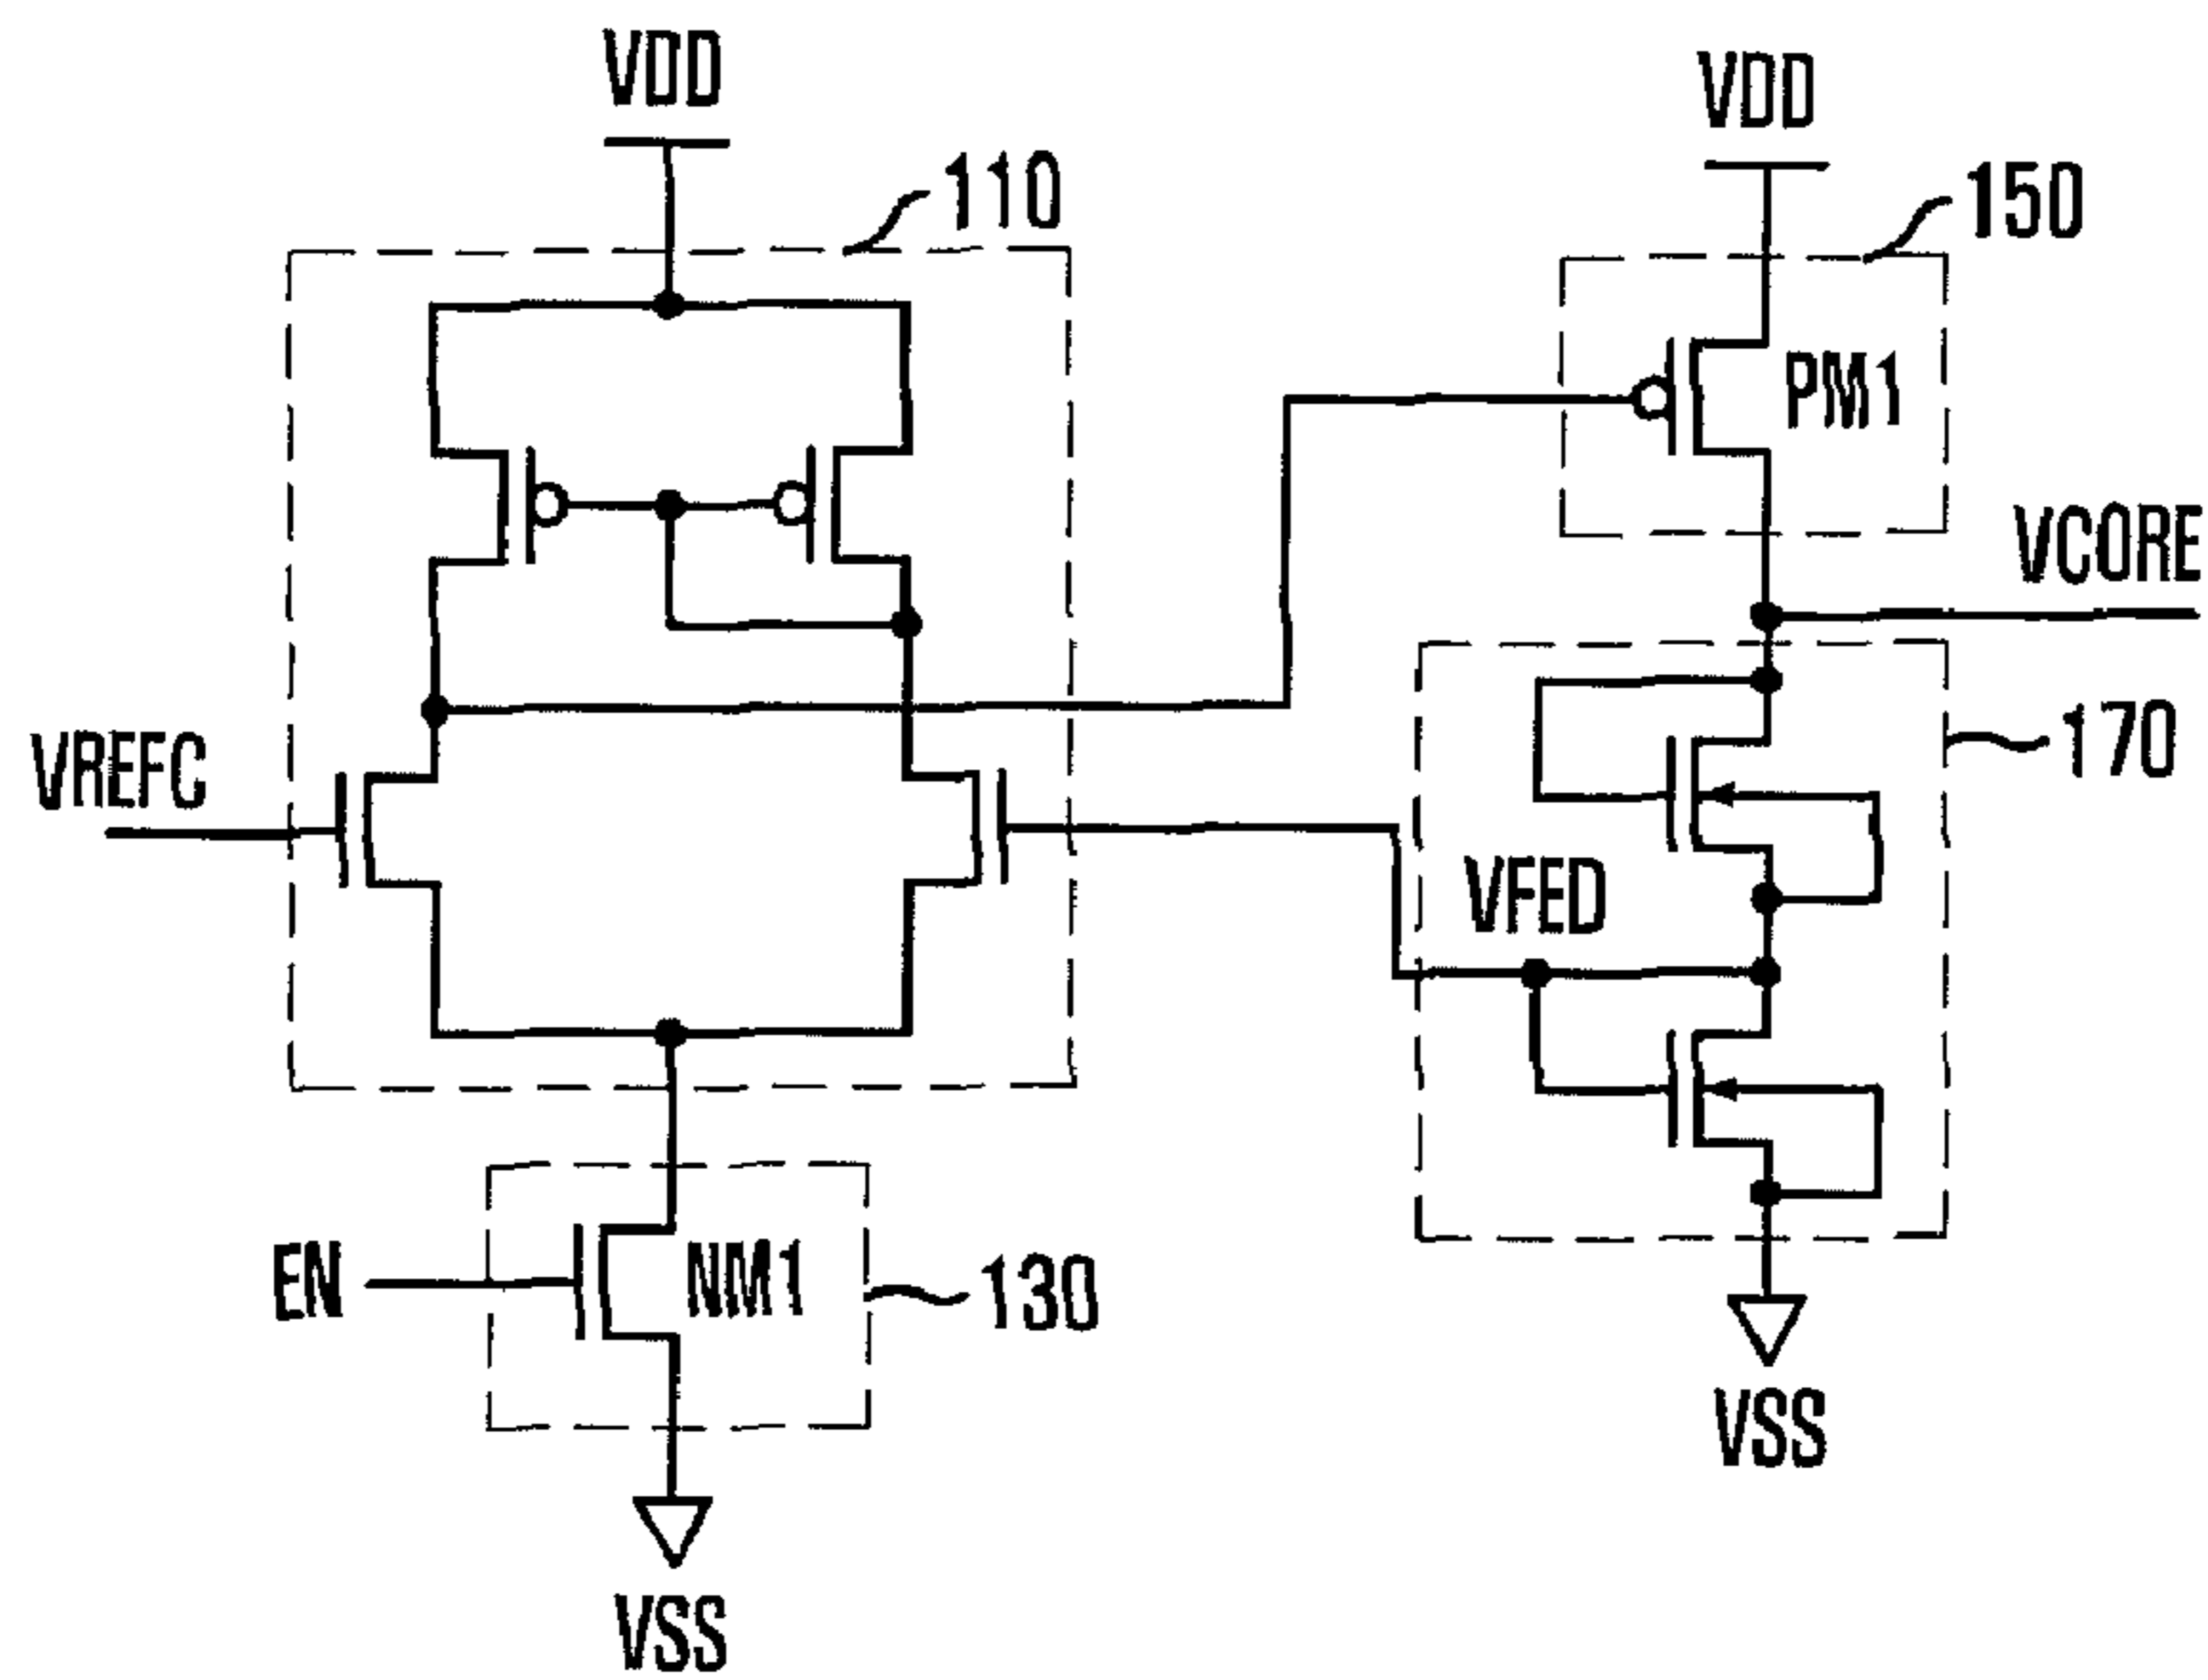 VDD
VDD
110
150
PM1
VCORE
VREFC
170
VFED
EN
NM1
130
VSS
VSS